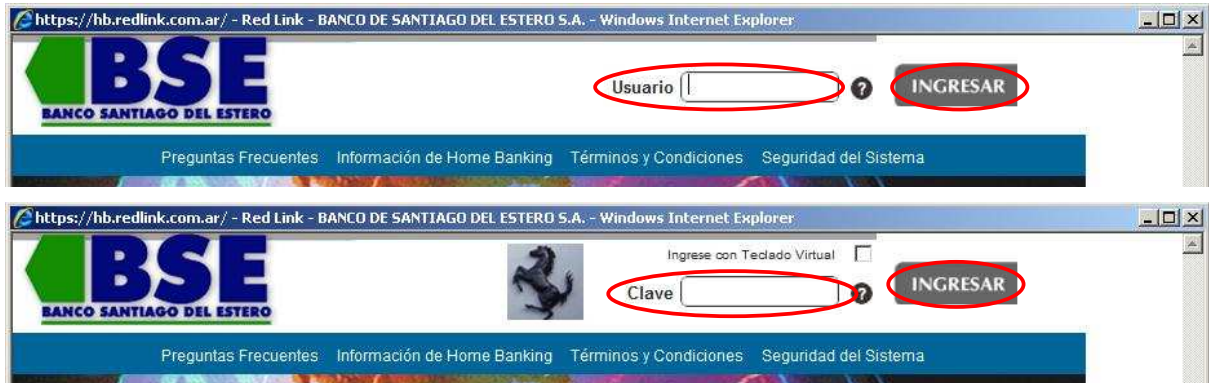 https://hb.redlink.com.ar/ - Red Link - BANCO DE SANTIAGO DEL ESTERO S.A. - Windows Internet Explorer
BSE
BANCO SANTIAGO DEL ESTERO
Usuario ? INGRESAR
Preguntas Frecuentes Información de Home Banking Términos y Condiciones Seguridad del Sistema
https://hb.redlink.com.ar/ - Red Link - BANCO DE SANTIAGO DEL ESTERO S.A. - Windows Internet Explorer
BSE
BANCO SANTIAGO DEL ESTERO
Ingrese con Teclado Virtual
Clave ? INGRESAR
Preguntas Frecuentes Información de Home Banking Términos y Condiciones Seguridad del Sistema